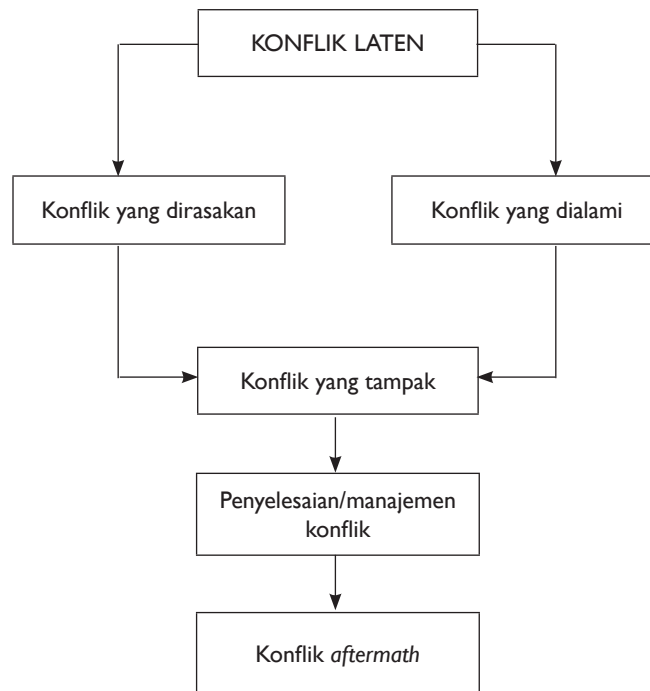 KONFLIK LATEN
Konflik yang dirasakan
Konflik yang dialami
Konflik yang tampak
Penyelesaian/manajemen
konflik
Konflik aftermath